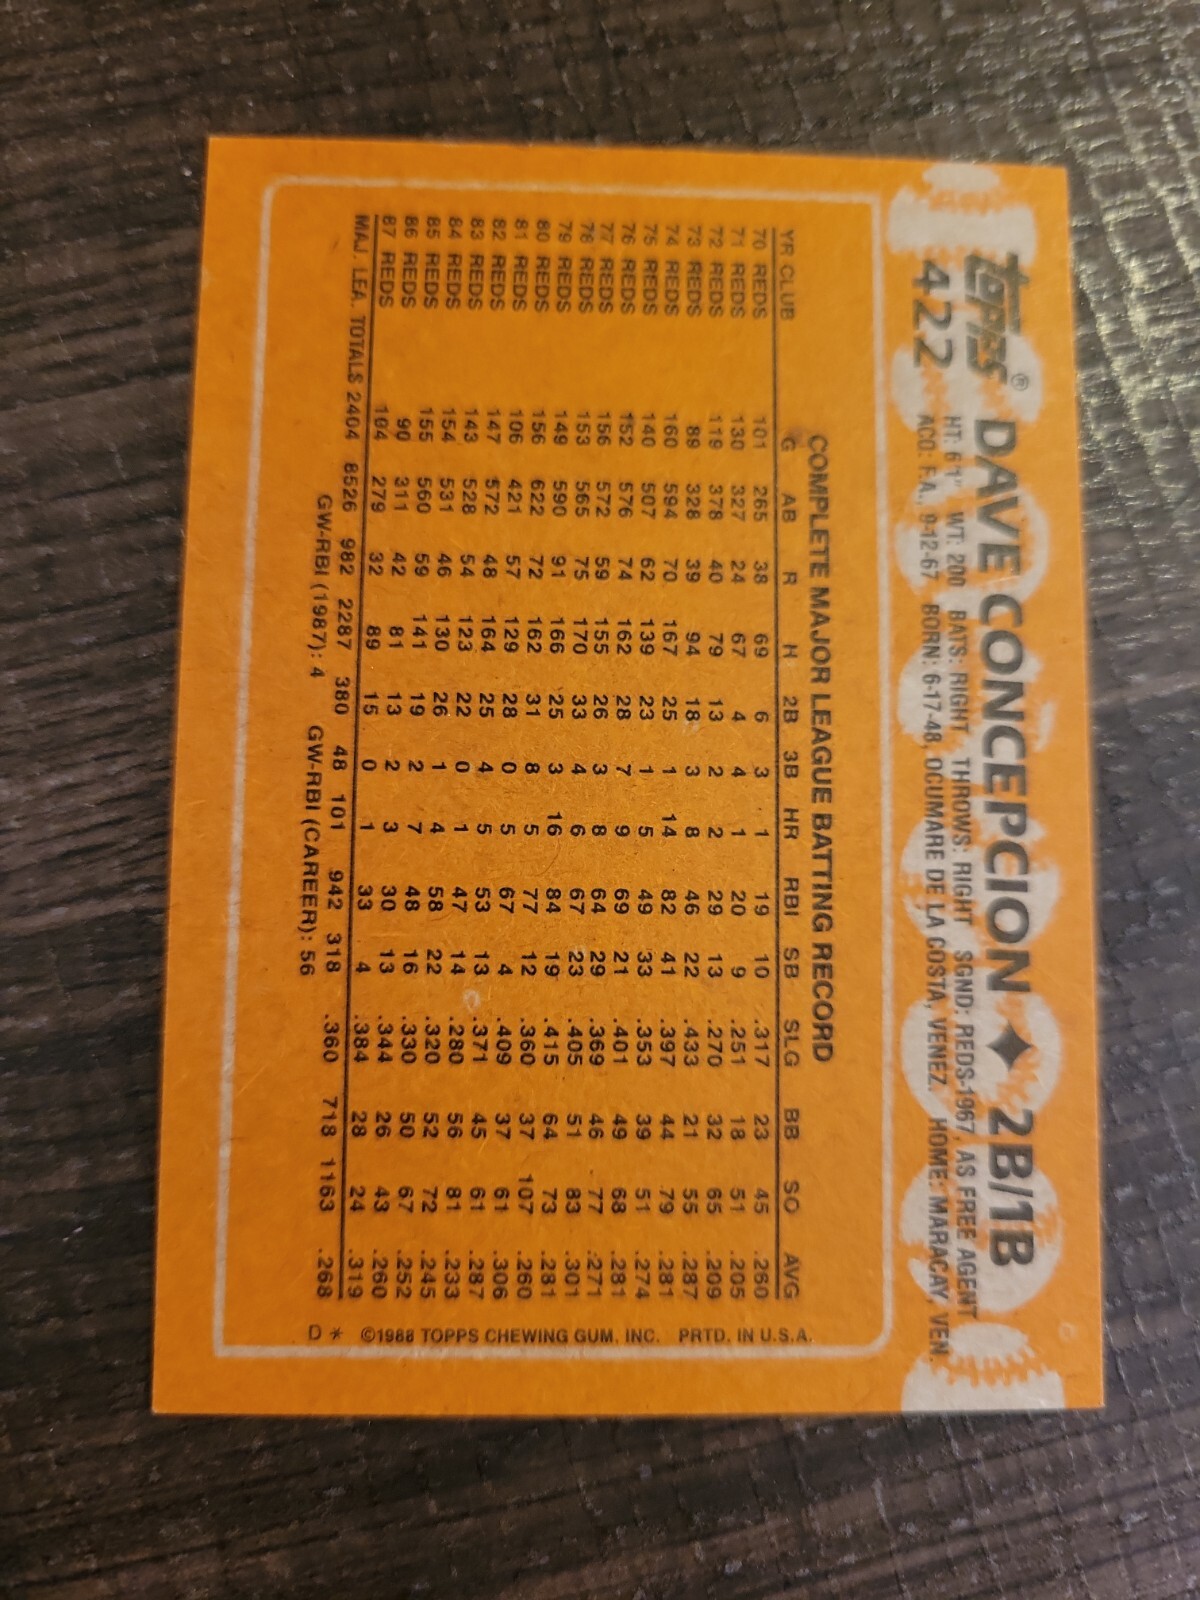 TOPPS® DAVE CONCEPCION ♦ 2B/1B
422 HT: 6'1" WT: 200 BATS: RIGHT THROWS: RIGHT SGND: REDS-1967, AS FREE AGENT
ACQ: F.A., 9-12-67 BORN: 6-17-48, OCUMARE DE LA COSTA, VENEZ. HOME: MARACAY, VEN.
COMPLETE MAJOR LEAGUE BATTING RECORD
YR CLUB G AB R H 2B 3B HR RBI SB SLG BB SO AVG
70 REDS 101 265 38 69 6 3 1 19 10 .317 23 45 .260
71 REDS 130 327 24 67 4 4 1 20 9 .251 18 51 .205
72 REDS 119 378 40 79 13 2 2 29 13 .270 32 65 .209
73 REDS 89 328 39 94 18 3 8 46 22 .433 21 55 .287
74 REDS 160 594 70 167 25 1 14 82 41 .397 44 79 .281
75 REDS 140 507 62 139 23 1 5 49 33 .353 39 51 .274
76 REDS 152 576 74 162 28 7 9 69 21 .401 49 68 .281
77 REDS 156 572 59 155 26 3 8 64 29 .369 46 77 .271
78 REDS 153 565 75 170 33 4 6 67 23 .405 51 83 .301
79 REDS 149 590 91 166 25 3 16 84 19 .415 64 73 .281
80 REDS 156 622 72 162 31 8 5 77 12 .360 37 107 .260
81 REDS 106 421 57 129 28 0 5 67 4 .409 37 61 .306
82 REDS 147 572 48 164 25 4 5 53 13 .371 45 61 .287
83 REDS 143 528 54 123 22 0 1 47 14 .280 56 81 .233
84 REDS 154 531 46 130 26 1 4 58 22 .320 52 72 .245
85 REDS 155 560 59 141 19 2 7 48 16 .330 50 67 .252
86 REDS 90 311 42 81 13 2 3 30 13 .344 26 43 .260
87 REDS 104 279 32 89 15 0 1 33 4 .384 28 24 .319
MAJ. LEA. TOTALS 2404 8526 982 2287 380 48 101 942 318 .360 718 1163 .268
GW-RBI (1987): 4 GW-RBI (CAREER): 56
D * ©1988 TOPPS CHEWING GUM, INC. PRTD. IN U.S.A.